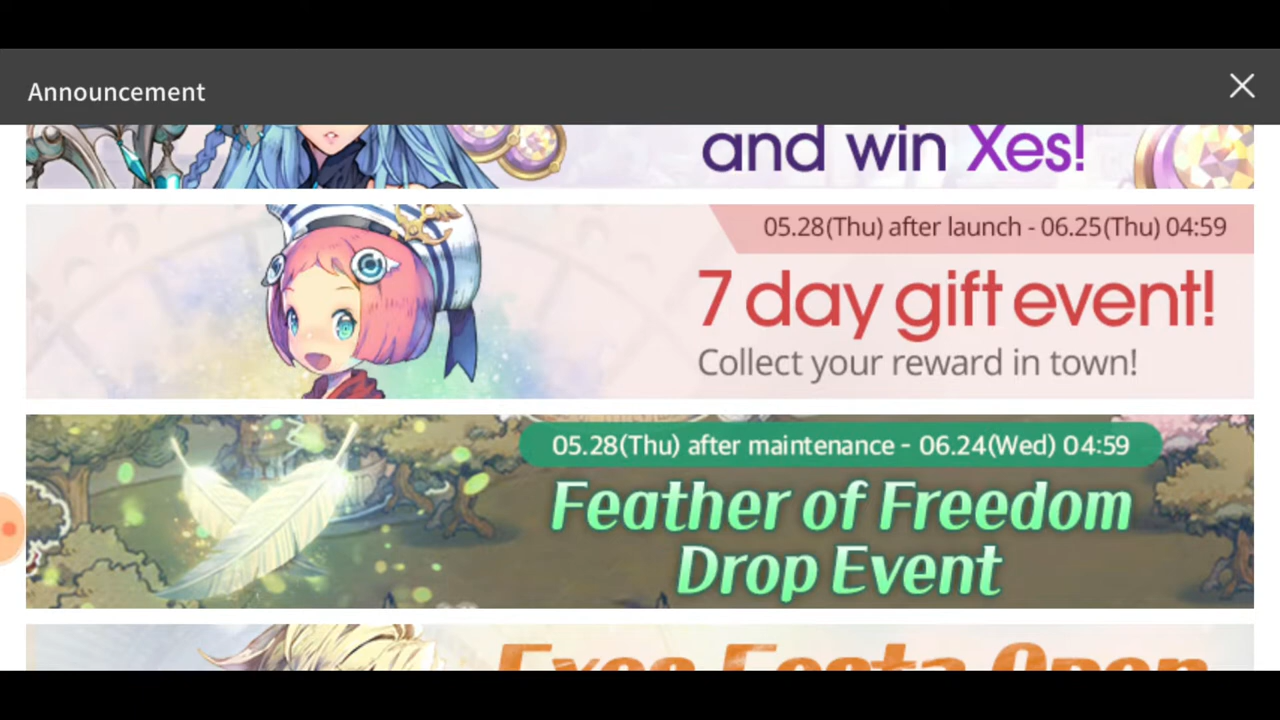 Announcement
and win Xes!
05.28(Thu) after launch - 06.25(Thu) 04:59
7 day gift event!
Collect your reward in town!
05.28(Thu) after maintenance - 06.24(Wed) 04:59
Feather of Freedom
Drop Event
Open